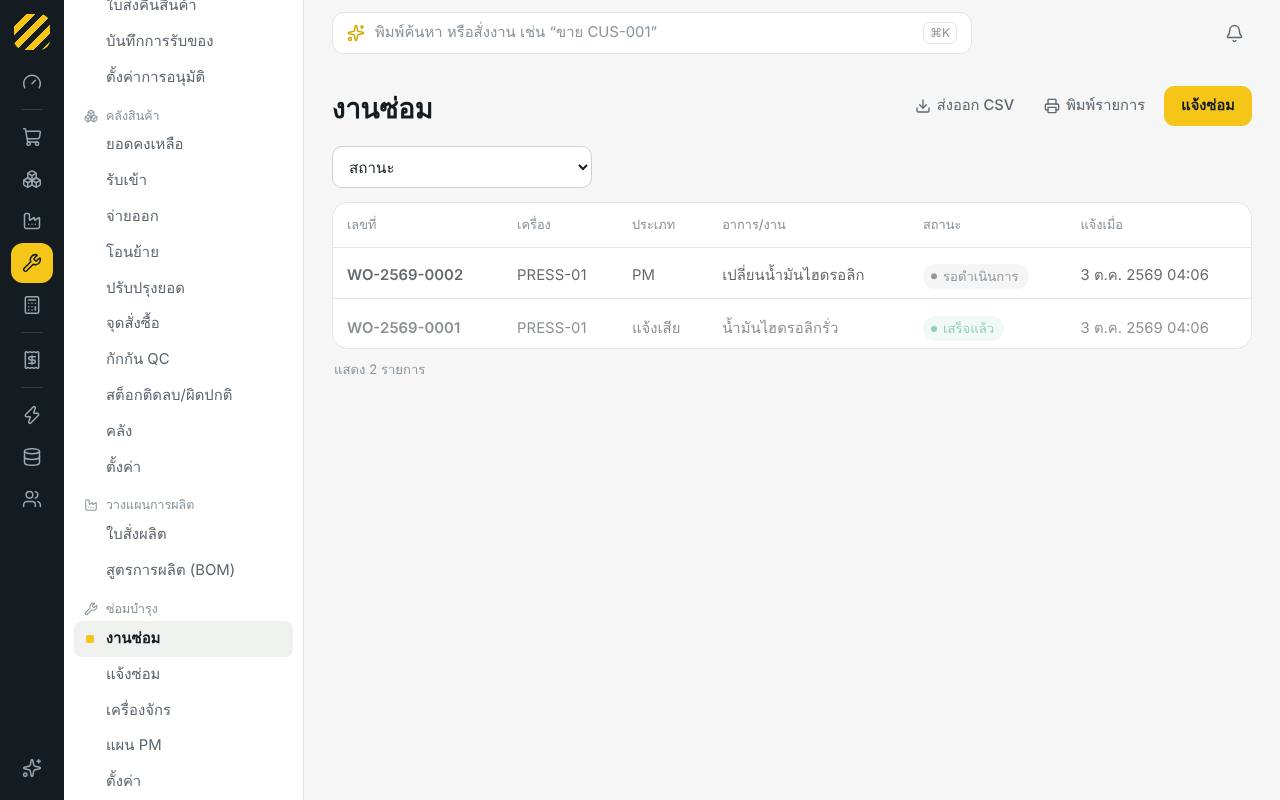 ใบส่งคืนสินค้า
บันทึกการรับของ
ตั้งค่าการอนุมัติ
คลังสินค้า
ยอดคงเหลือ
รับเข้า
จ่ายออก
โอนย้าย
ปรับปรุงยอด
จุดสั่งซื้อ
กักกัน QC
สต็อกติดลบ/ผิดปกติ
คลัง
ตั้งค่า
วางแผนการผลิต
ใบสั่งผลิต
สูตรการผลิต (BOM)
ซ่อมบำรุง
งานซ่อม
แจ้งซ่อม
เครื่องจักร
แผน PM
ตั้งค่า
พิมพ์ค้นหา หรือสั่งงาน เช่น “ขาย CUS-001” ⌘K
งานซ่อม ส่งออก CSV พิมพ์รายการ แจ้งซ่อม
สถานะ
เลขที่ เครื่อง ประเภท อาการ/งาน สถานะ แจ้งเมื่อ
WO-2569-0002 PRESS-01 PM เปลี่ยนน้ำมันไฮดรอลิก รอดำเนินการ 3 ต.ค. 2569 04:06
WO-2569-0001 PRESS-01 แจ้งเสีย น้ำมันไฮดรอลิกรั่ว เสร็จแล้ว 3 ต.ค. 2569 04:06
แสดง 2 รายการ